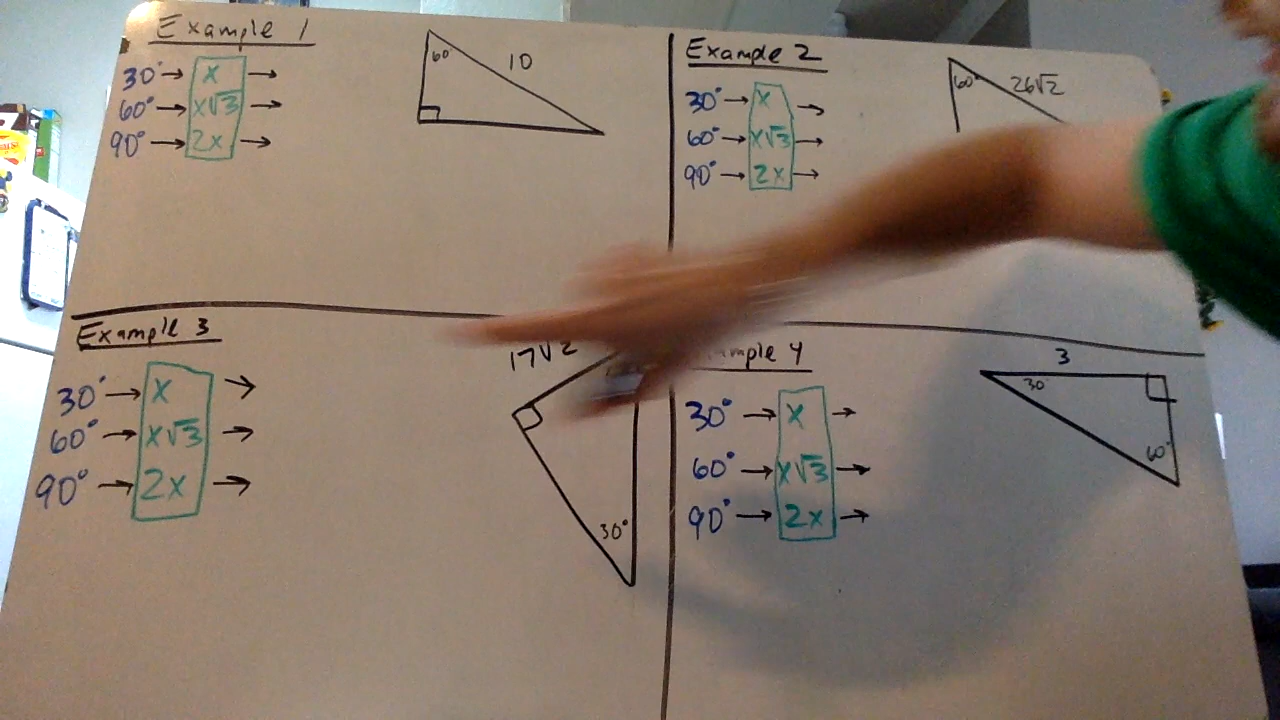 Example 1
30° → x →
60° → x√3 →
90° → 2x →
60°
10
Example 2
30° → x →
60° → x√3 →
90° → 2x →
60°
26√2
Example 3
30° → x →
60° → x√3 →
90° → 2x →
17√2
30°
mple 4
30° → x →
60° → x√3 →
90° → 2x →
3
30°
60°